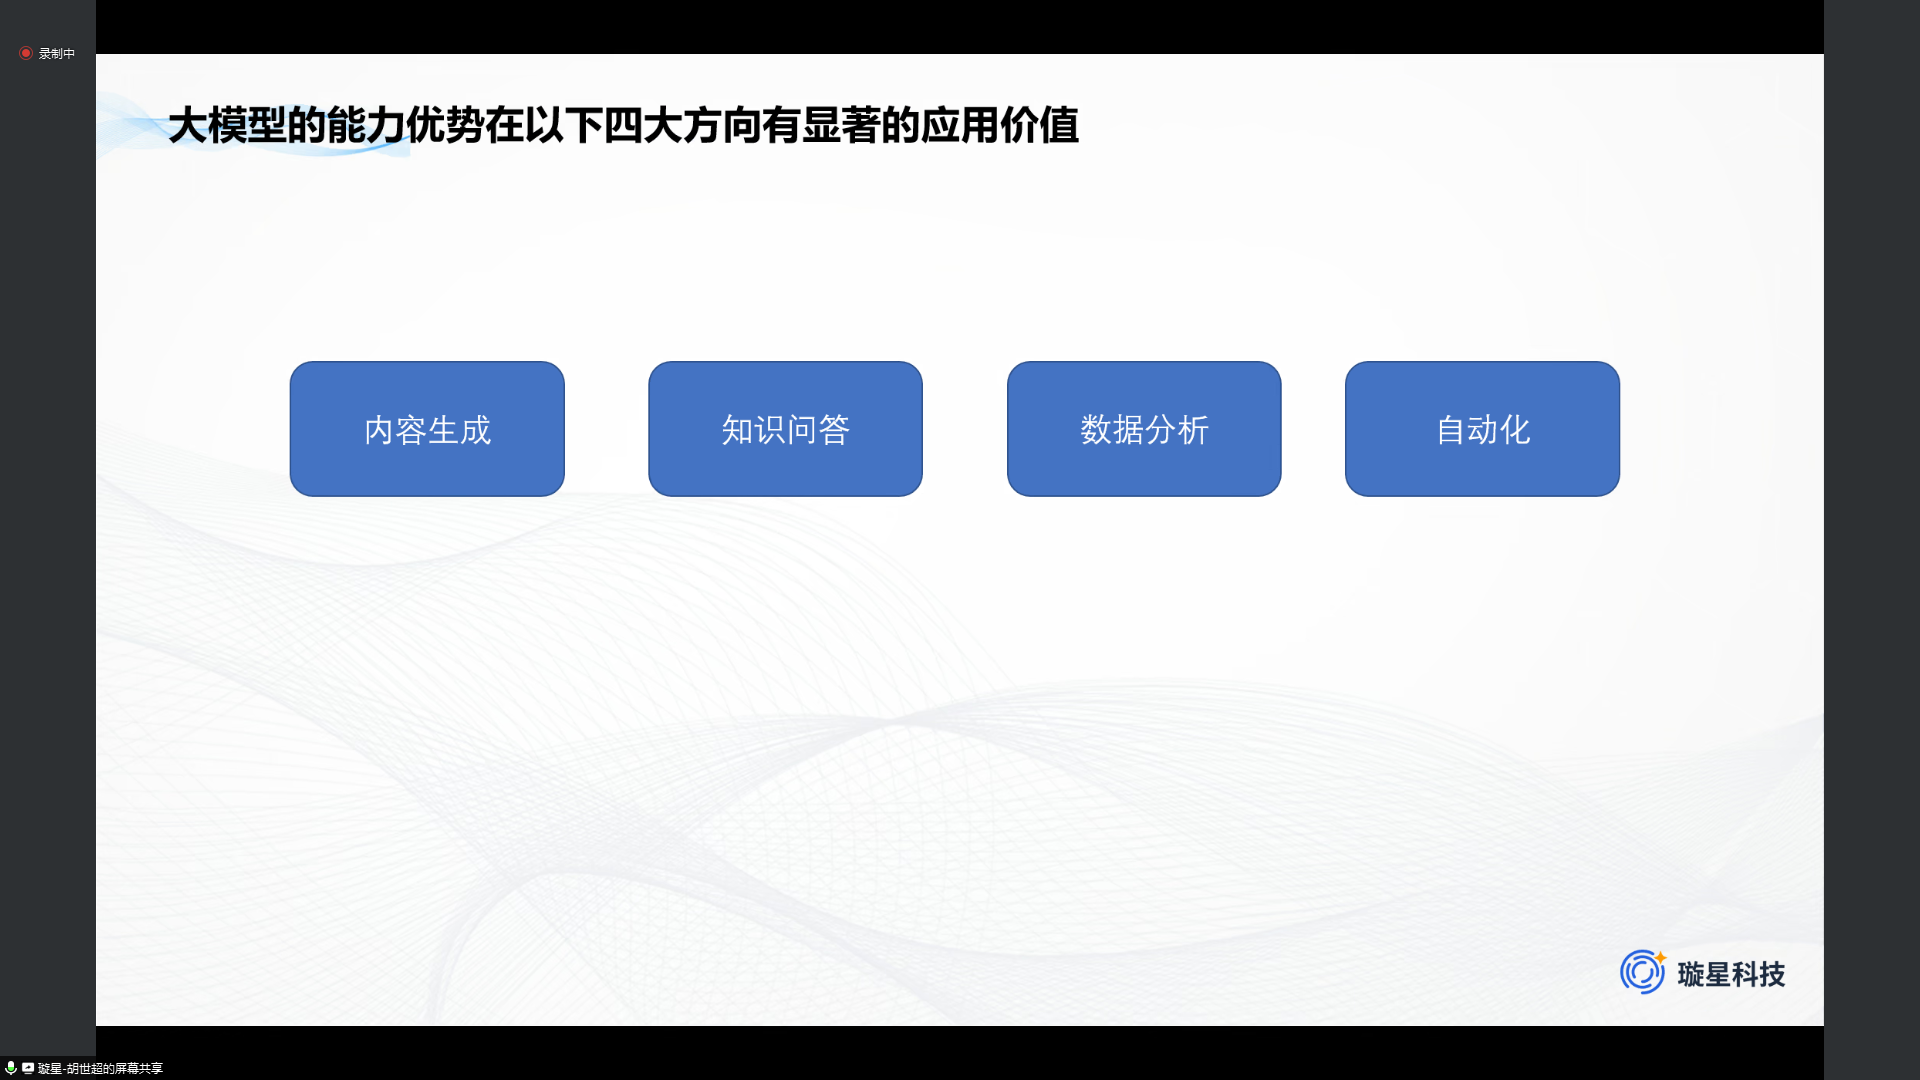 录制中
大模型的能力优势在以下四大方向有显著的应用价值
内容生成
知识问答
数据分析
自动化
璇星科技
璇星-胡世超的屏幕共享